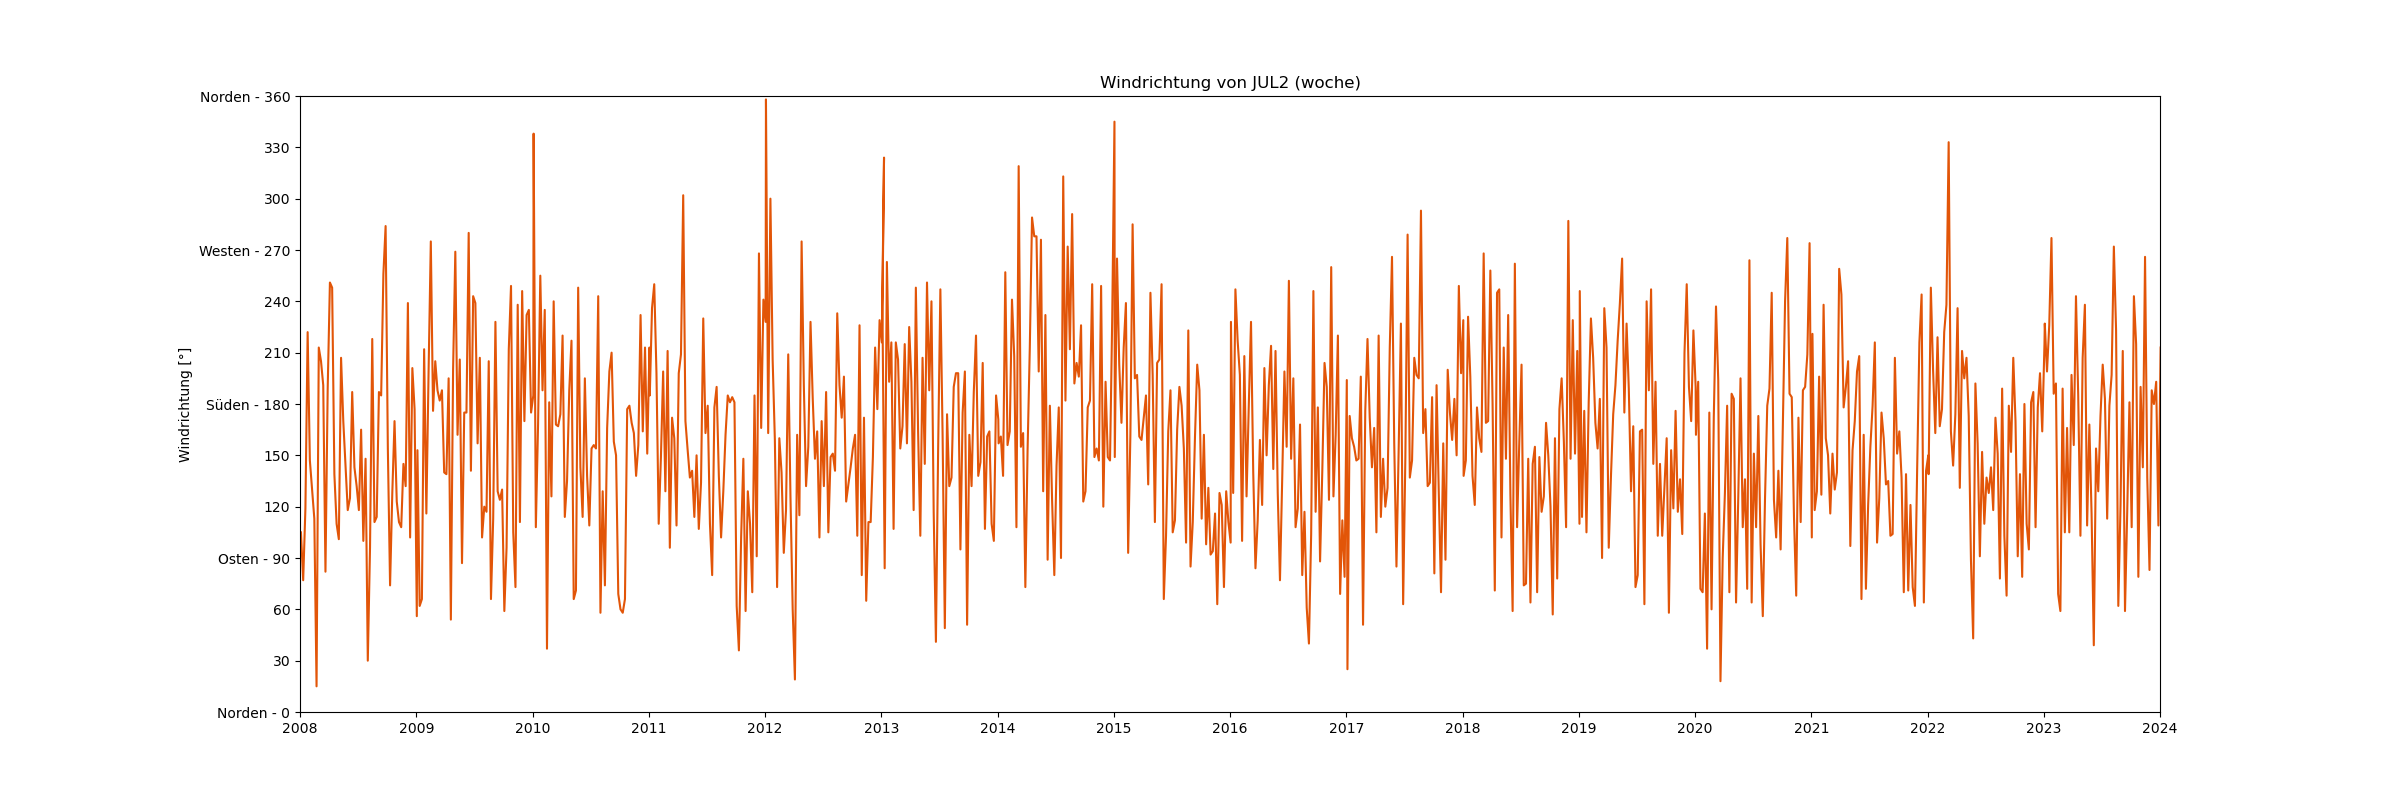 Windrichtung von JUL2 (woche)
Norden - 360
330
300
Westen - 270
240
210
Süden - 180
150
120
Osten - 90
60
30
Norden - 0
Windrichtung [°]
2008 2009 2010 2011 2012 2013 2014 2015 2016 2017 2018 2019 2020 2021 2022 2023 2024